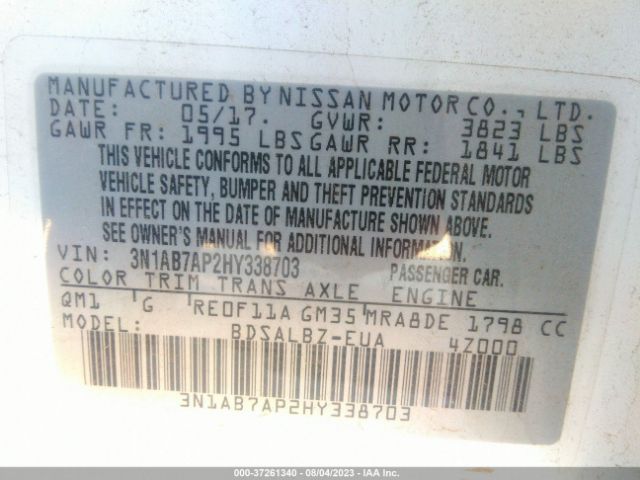 MANUFACTURED BY NISSAN MOTOR CO., LTD.
DATE: 05/17. GVWR: 3823 LBS
GAWR FR: 1995 LBS GAWR RR: 1841 LBS
THIS VEHICLE CONFORMS TO ALL APPLICABLE FEDERAL MOTOR
VEHICLE SAFETY, BUMPER AND THEFT PREVENTION STANDARDS
IN EFFECT ON THE DATE OF MANUFACTURE SHOWN ABOVE.
SEE OWNER'S MANUAL FOR ADDITIONAL INFORMATION.
VIN: 3N1AB7AP2HY338703 PASSENGER CAR.
COLOR TRIM TRANS AXLE ENGINE
QM1 G RE0F11A GM35 MRA8DE 1798 CC
BDSALBZ-EUA 4Z000
3N1AB7AP2HY338703
000-37261340 - 08/04/2023 - IAA Inc.